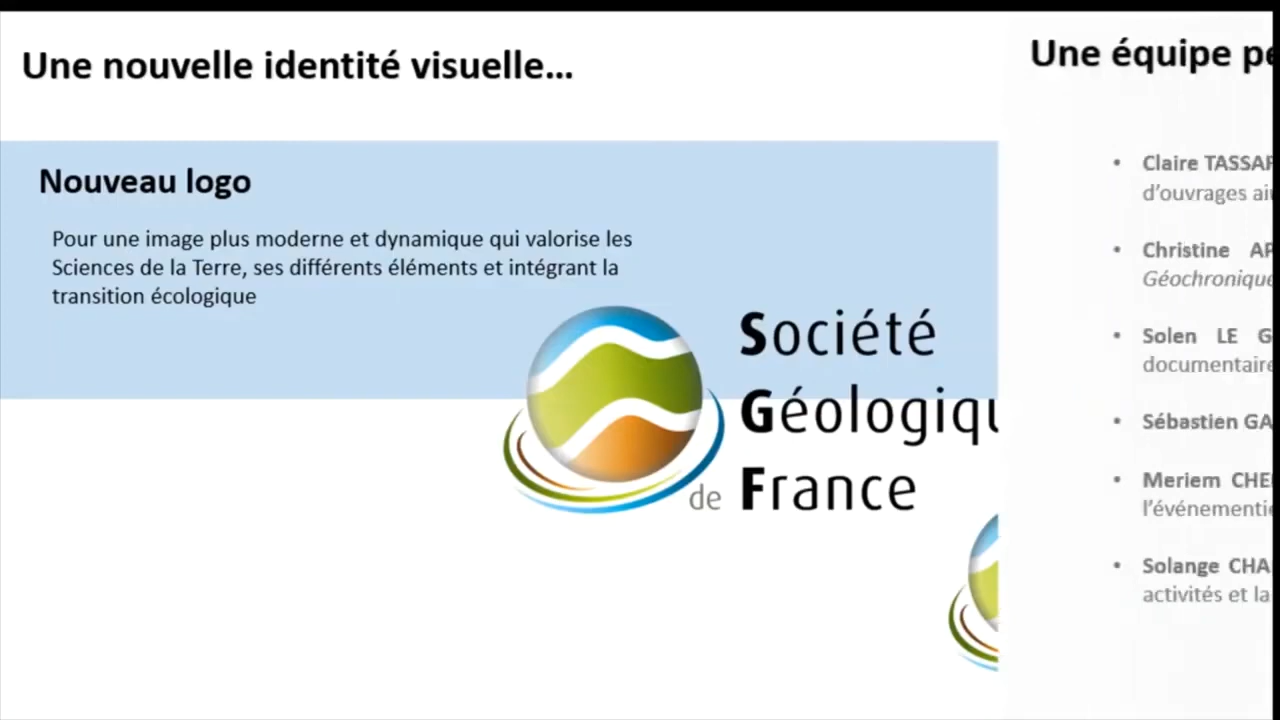 Une nouvelle identité visuelle...
Nouveau logo
Pour une image plus moderne et dynamique qui valorise les
Sciences de la Terre, ses différents éléments et intégrant la
transition écologique
Société
Géologiqu
de France
Une équipe pe
• Claire TASSAR
d'ouvrages ai
• Christine AP
Géochronique
• Solen LE G
documentaire
• Sébastien GA
• Meriem CHE
l'événementie
• Solange CHA
activités et la